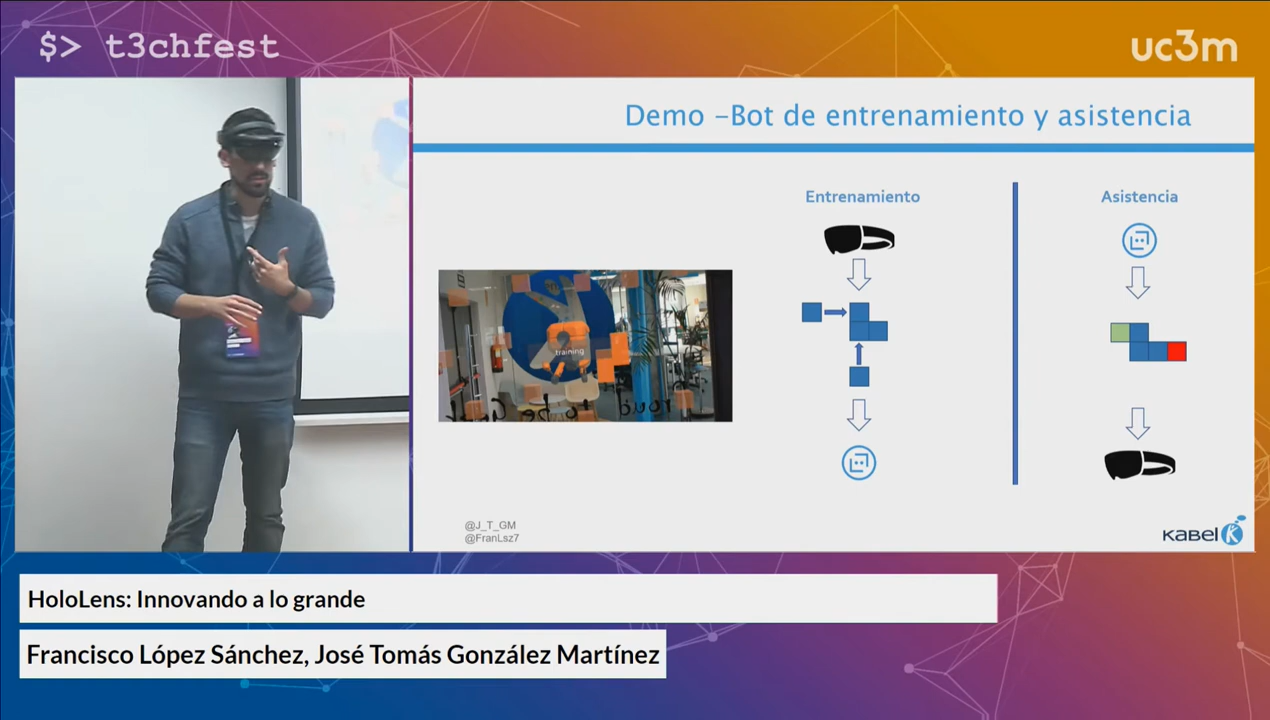 $> t3chfest
uc3m
Demo –Bot de entrenamiento y asistencia
Entrenamiento
Asistencia
training
@J_T_GM
@FranLsz7
KABEL
HoloLens: Innovando a lo grande
Francisco López Sánchez, José Tomás González Martínez